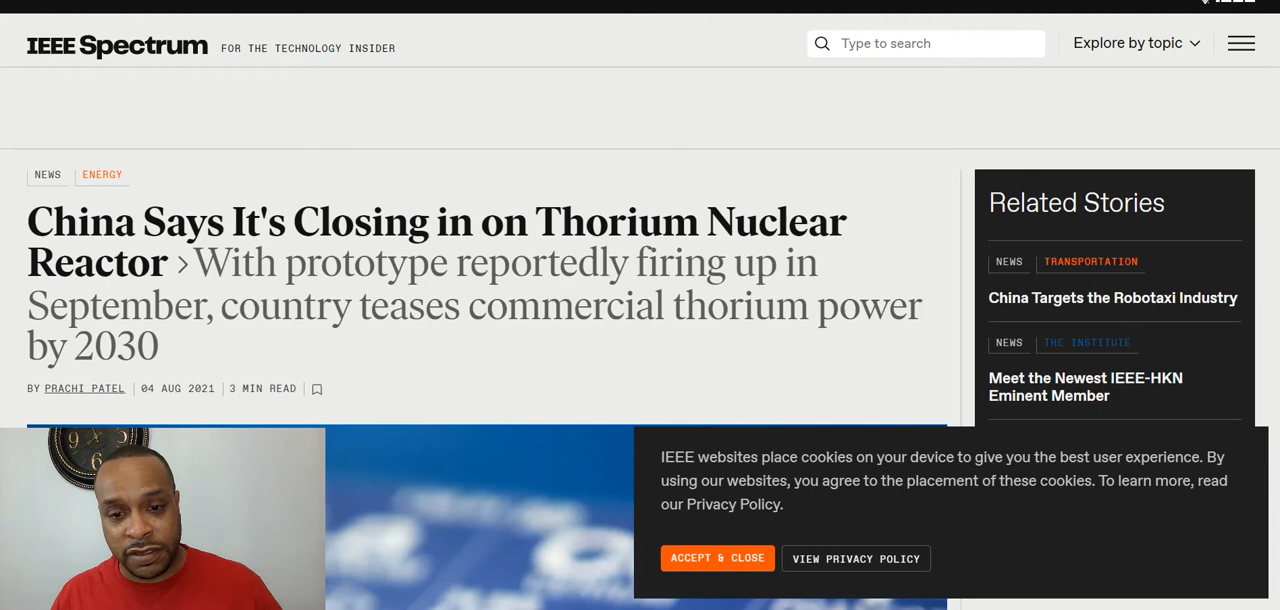 IEEE Spectrum FOR THE TECHNOLOGY INSIDER
Type to search
Explore by topic
NEWS ENERGY
China Says It's Closing in on Thorium Nuclear
Reactor › With prototype reportedly firing up in
September, country teases commercial thorium power
by 2030
BY PRACHI PATEL 04 AUG 2021 3 MIN READ
Related Stories
NEWS TRANSPORTATION
China Targets the Robotaxi Industry
NEWS THE INSTITUTE
Meet the Newest IEEE-HKN
Eminent Member
9
6
IEEE websites place cookies on your device to give you the best user experience. By
using our websites, you agree to the placement of these cookies. To learn more, read
our Privacy Policy.
ACCEPT & CLOSE VIEW PRIVACY POLICY